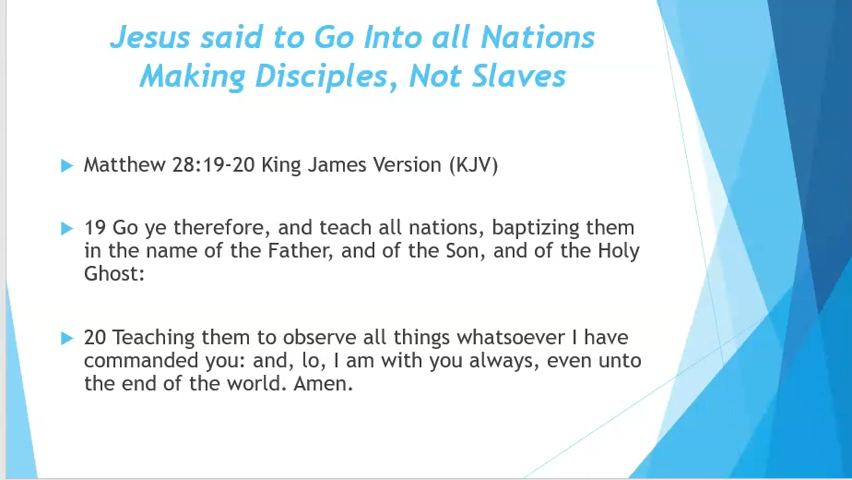 Jesus said to Go Into all Nations
Making Disciples, Not Slaves
Matthew 28:19-20 King James Version (KJV)
19 Go ye therefore, and teach all nations, baptizing them
in the name of the Father, and of the Son, and of the Holy
Ghost:
20 Teaching them to observe all things whatsoever I have
commanded you: and, lo, I am with you always, even unto
the end of the world. Amen.